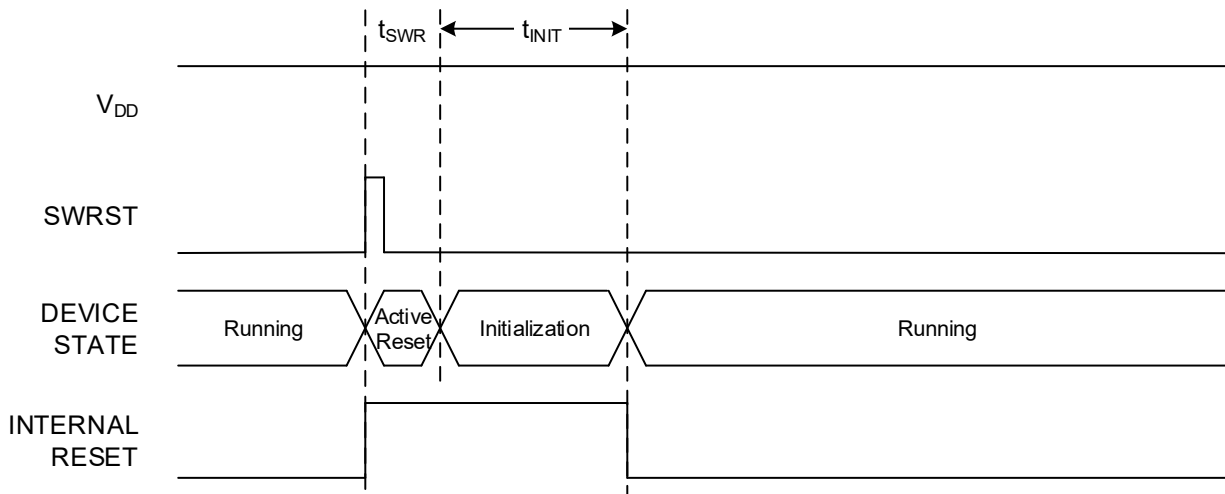 tSWR
tINIT
VDD
SWRST
DEVICE
STATE
Running
Active
Reset
Initialization
Running
INTERNAL
RESET